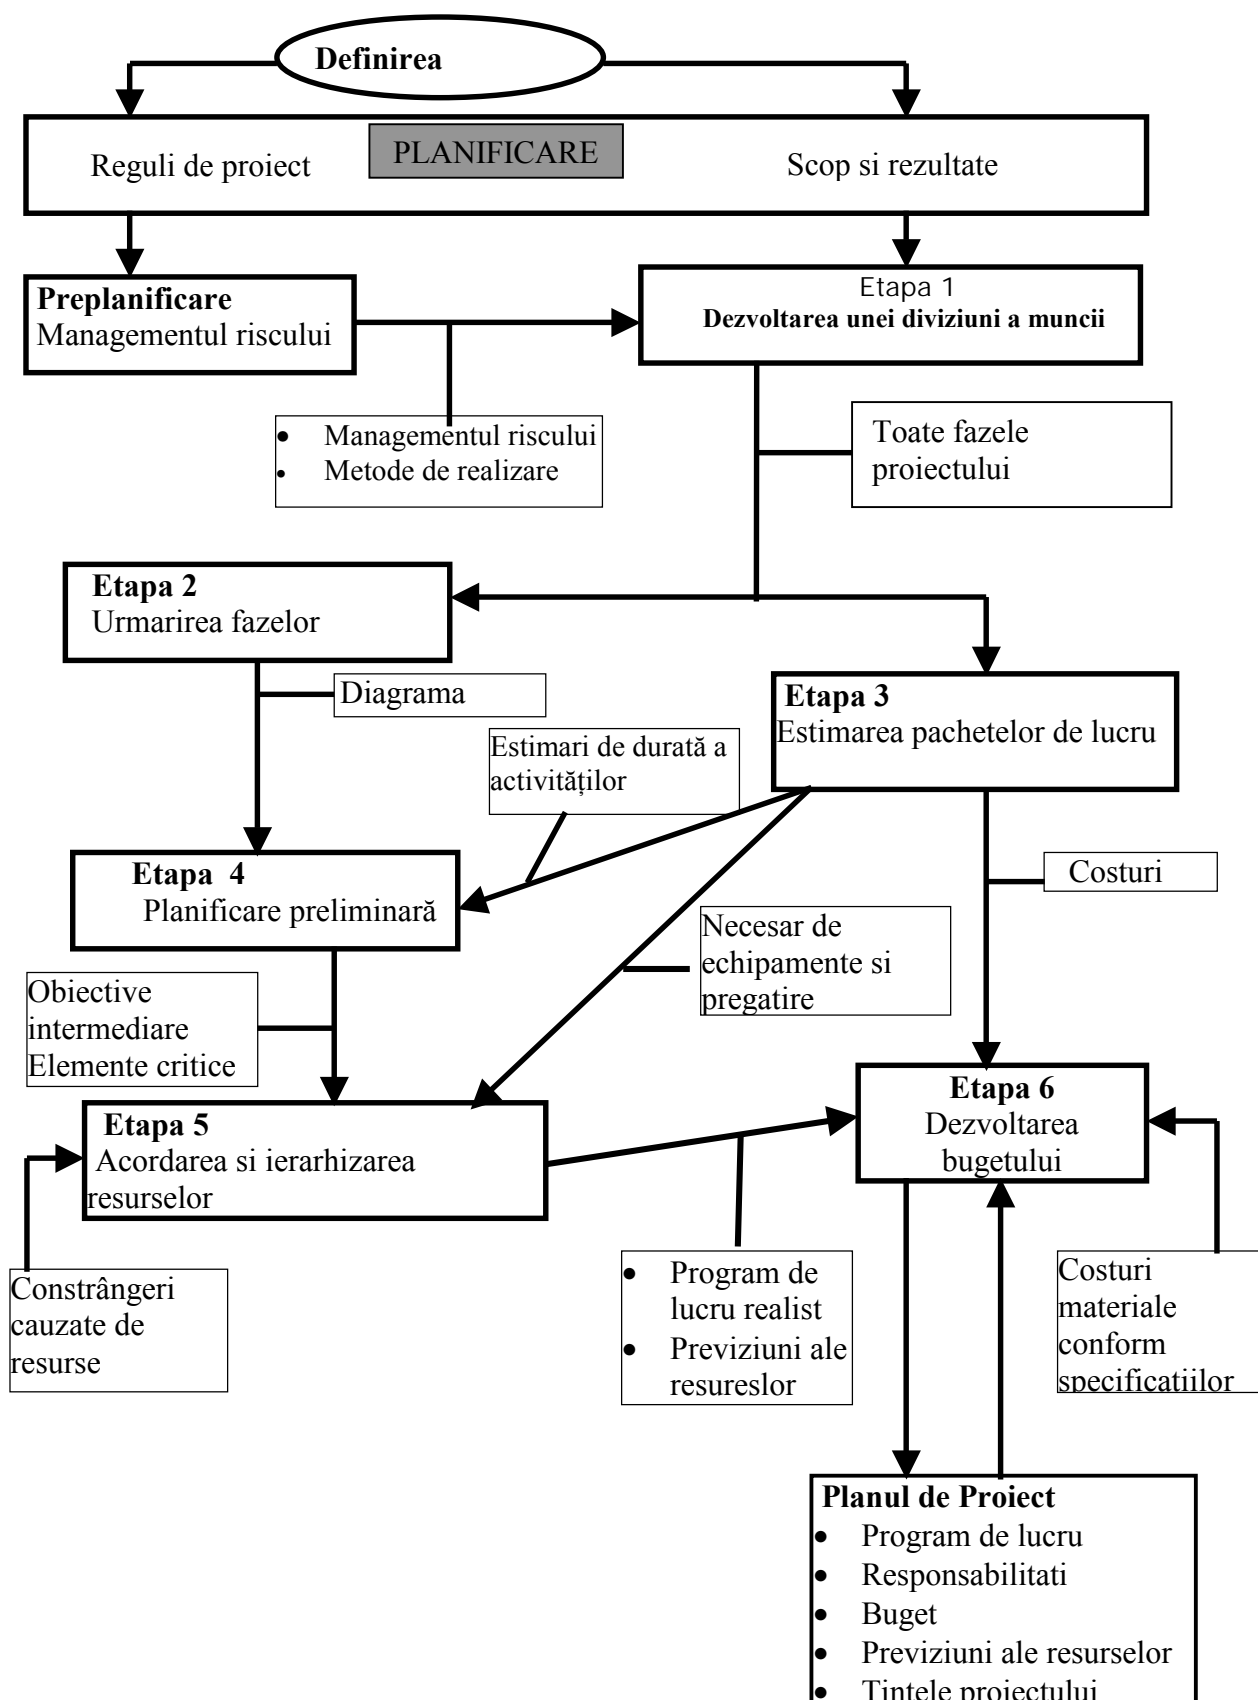 Definirea
PLANIFICARE
Reguli de proiect
Scop si rezultate
Preplanificare
Managementul riscului
Etapa 1
Dezvoltarea unei diviziuni a muncii
• Managementul riscului
• Metode de realizare
Toate fazele
proiectului
Etapa 2
Urmarirea fazelor
Diagrama
Etapa 3
Estimarea pachetelor de lucru
Estimari de durată a
activităților
Etapa 4
Planificare preliminară
Costuri
Necesar de
echipamente si
pregatire
Obiective
intermediare
Elemente critice
Etapa 5
Acordarea si ierarhizarea
resurselor
Etapa 6
Dezvoltarea
bugetului
Constrângeri
cauzate de
resurse
• Program de
lucru realist
• Previziuni ale
resureslor
Costuri
materiale
conform
specificatiilor
Planul de Proiect
• Program de lucru
• Responsabilitati
• Buget
• Previziuni ale resurselor
• Tintele proiectului